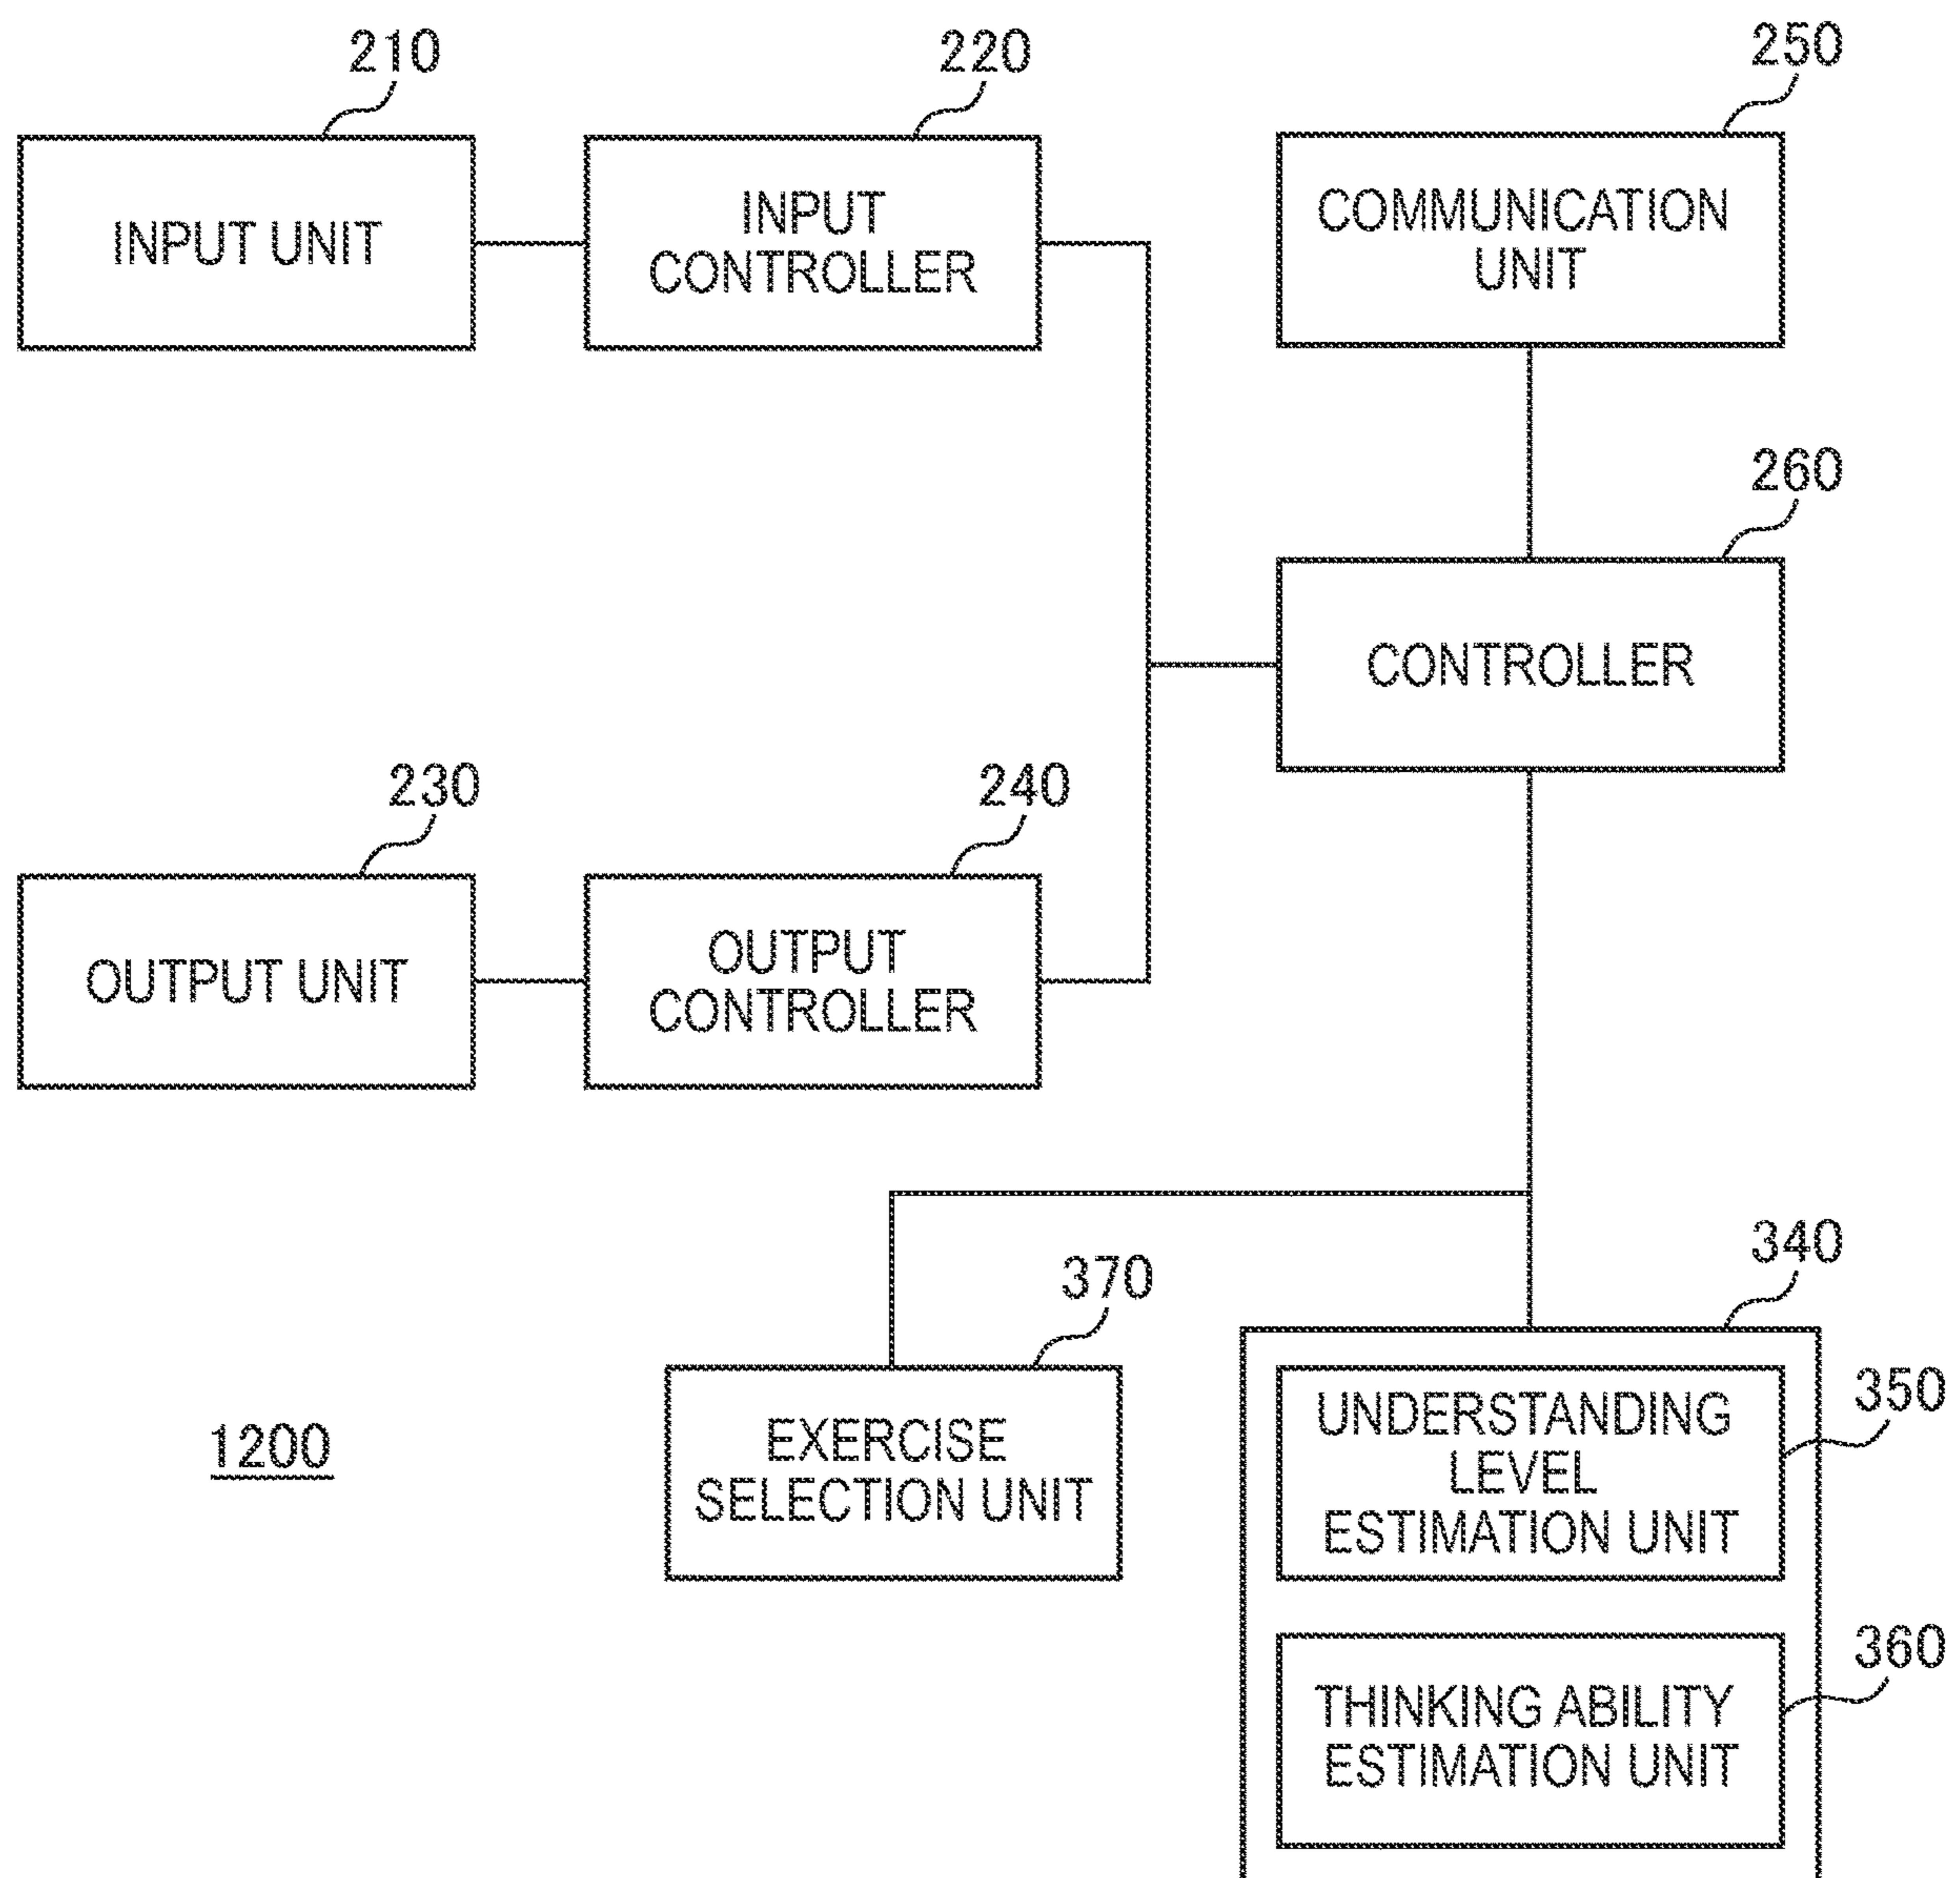 210
220
250
INPUT UNIT
INPUT
CONTROLLER
COMMUNICATION
UNIT
260
CONTROLLER
230
240
OUTPUT UNIT
OUTPUT
CONTROLLER
340
370
350
UNDERSTANDING
LEVEL
ESTIMATION UNIT
EXERCISE
SELECTION UNIT
1200
360
THINKING ABILITY
ESTIMATION UNIT